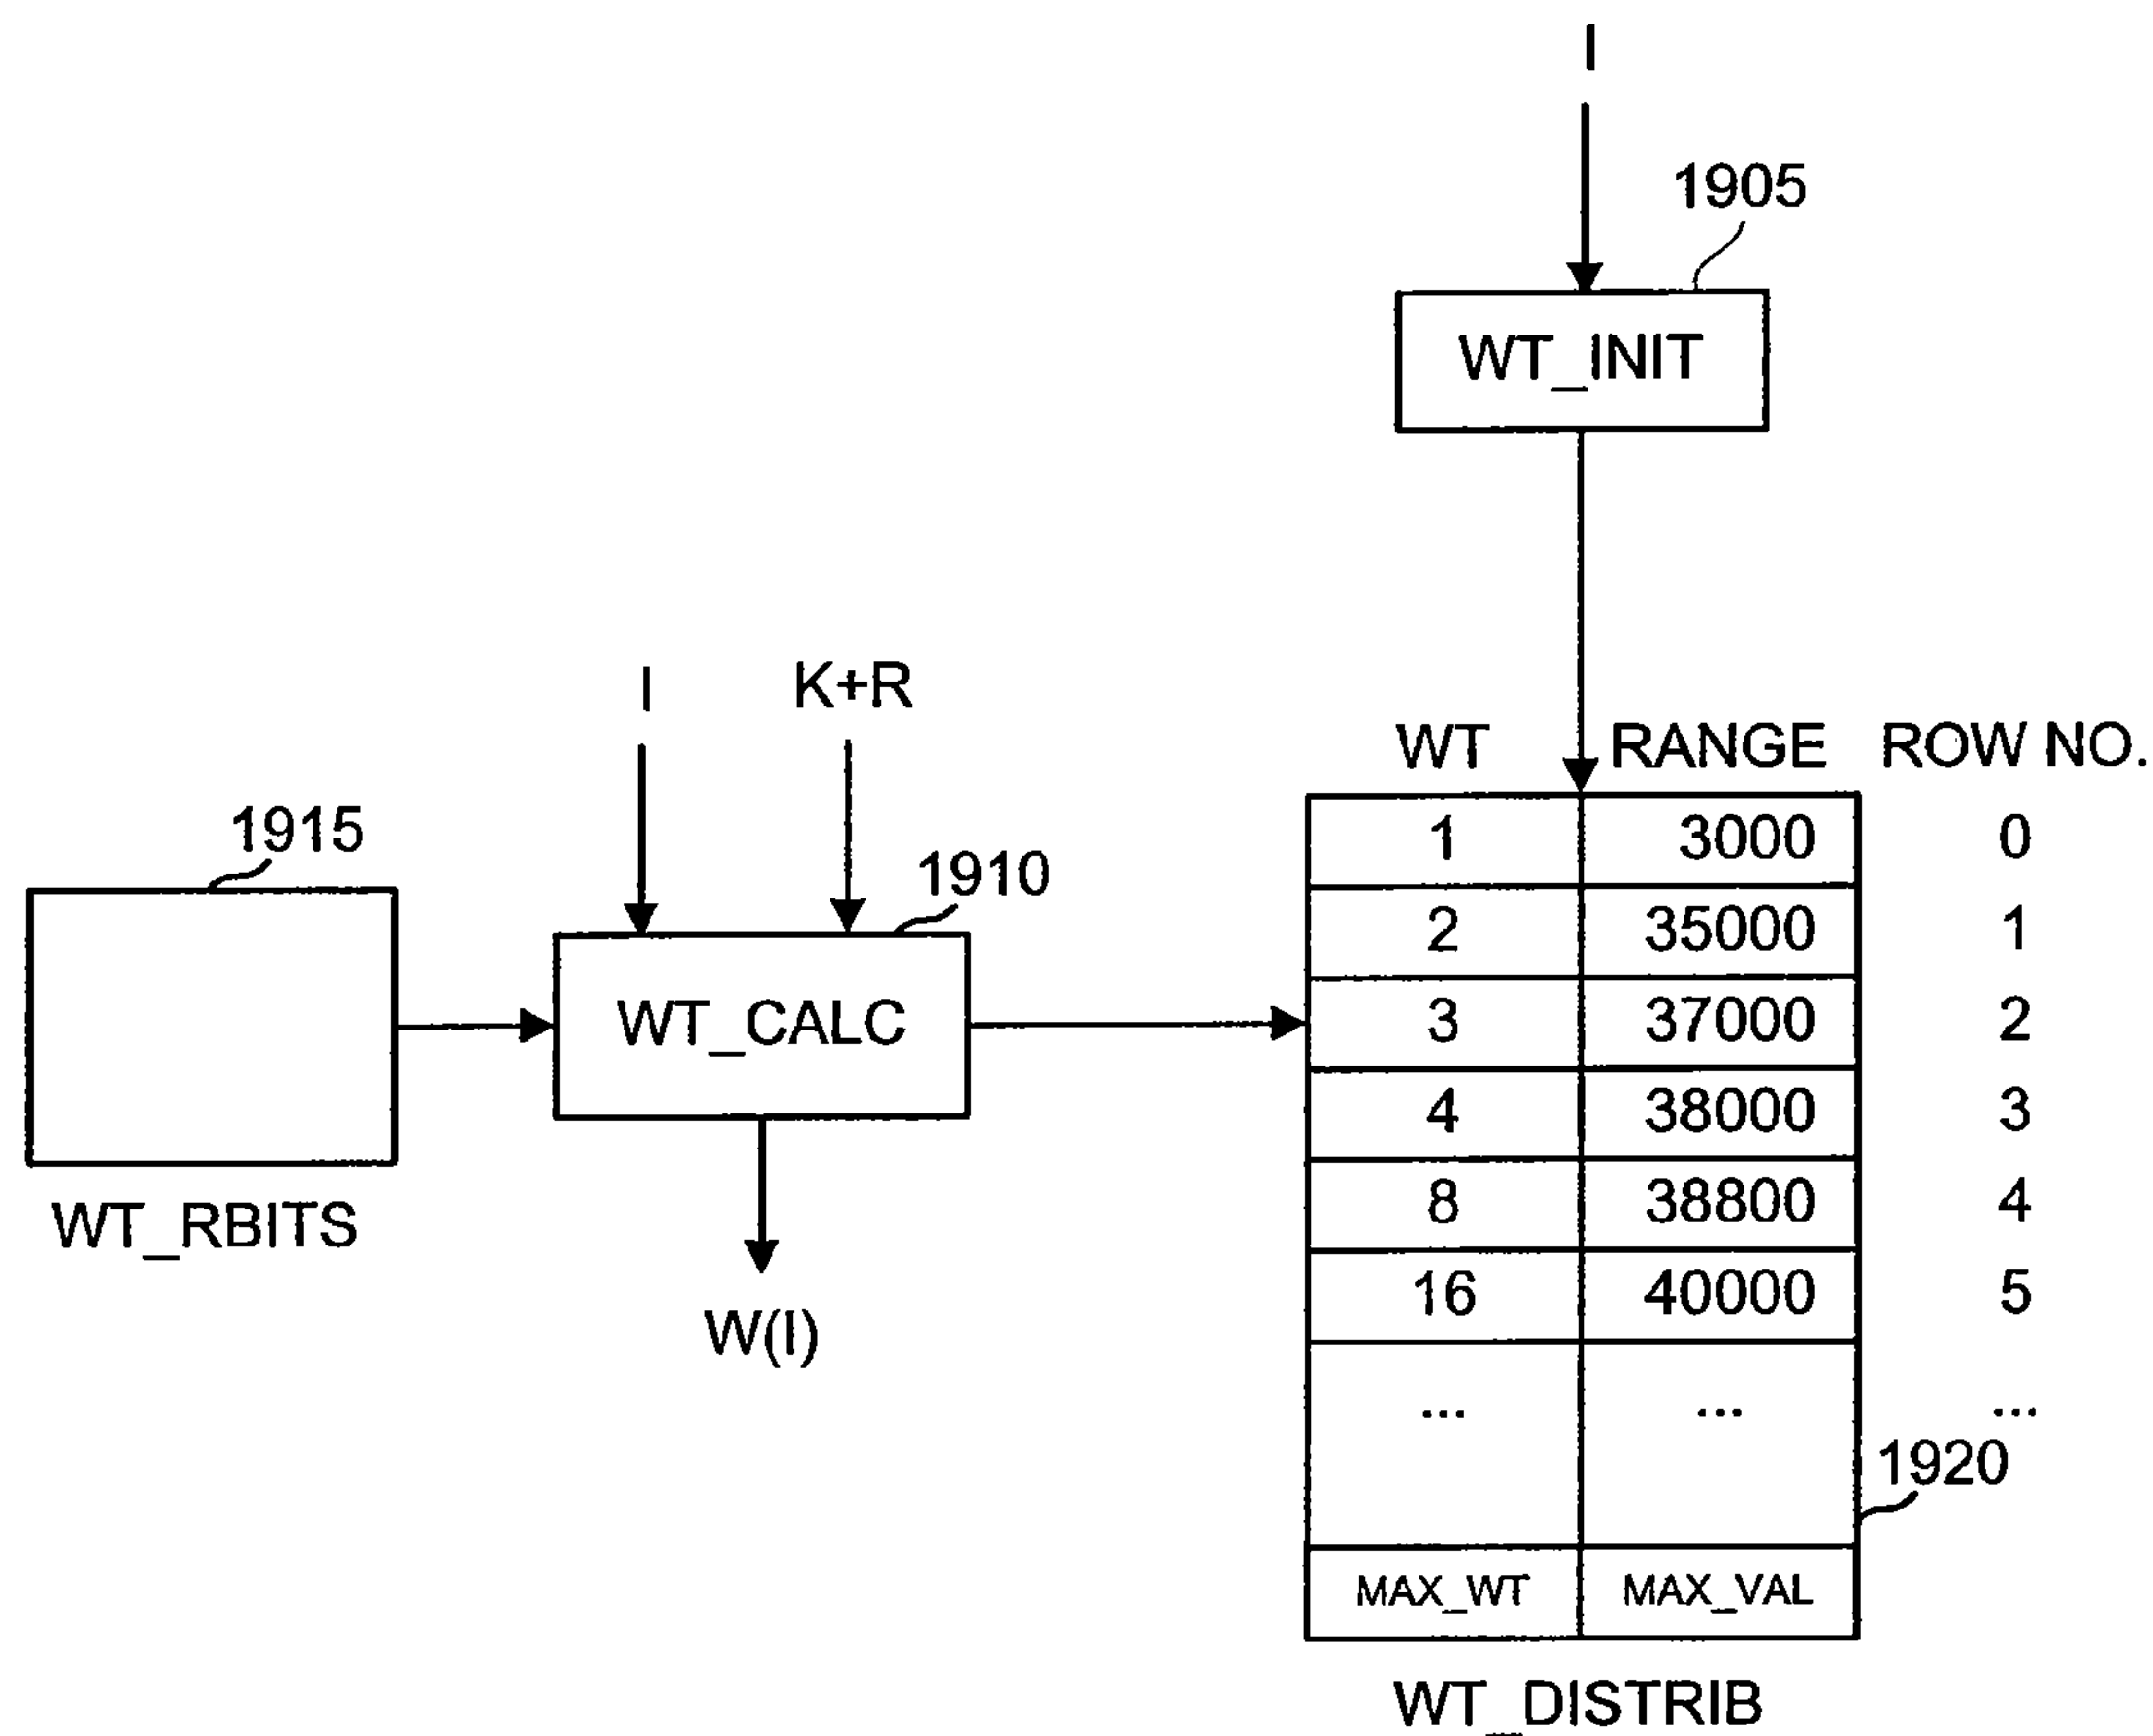 I
1905
WT_INIT
I
K+R
WT RANGE ROW NO.
1 3000 0
1915
1910
2 35000 1
WT_CALC
3 37000 2
4 38000 3
WT_RBITS
8 38800 4
16 40000 5
W(I)
... ... ...
1920
MAX_WT MAX_VAL
WT_DISTRIB